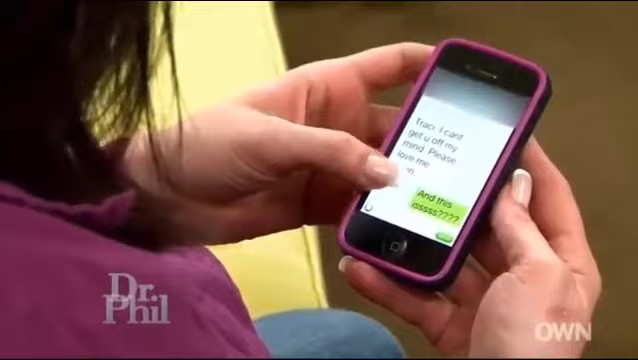 Traci, I cant
get u off my
mind. Please
love me
And this
isssss????
Dr.
Phil
OWN